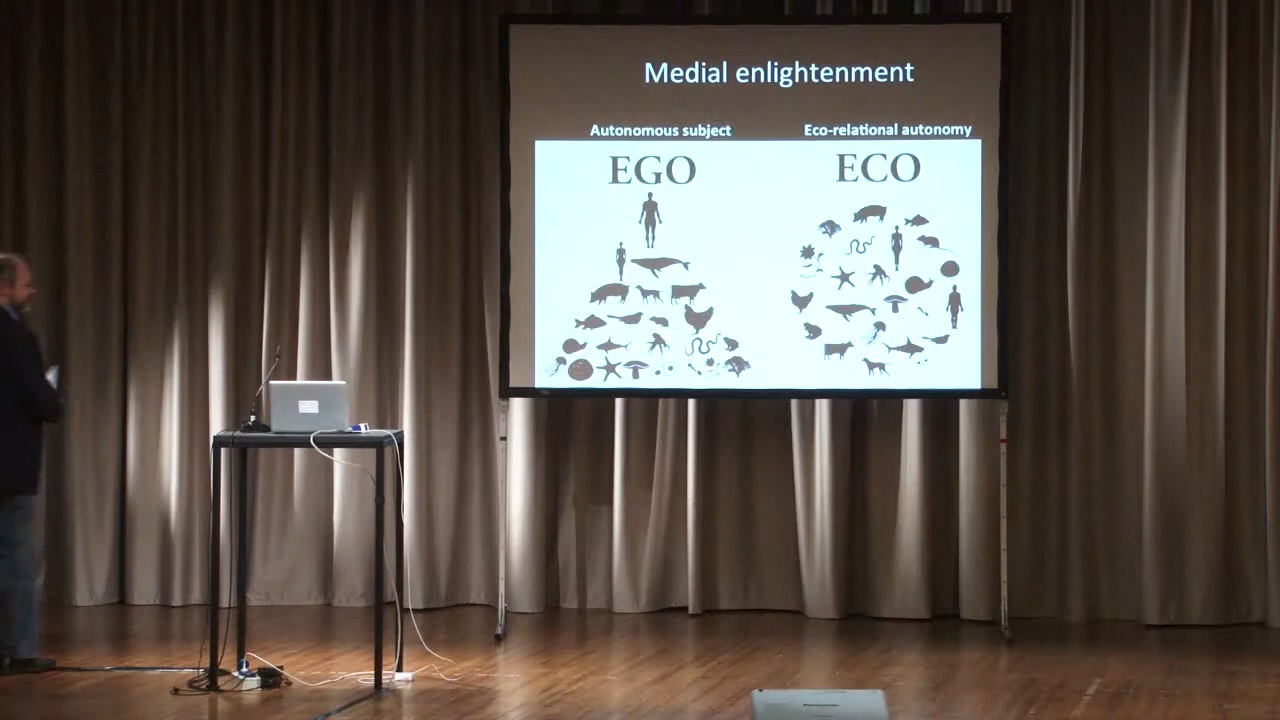 Medial enlightenment
Autonomous subject
Eco-relational autonomy
EGO
ECO